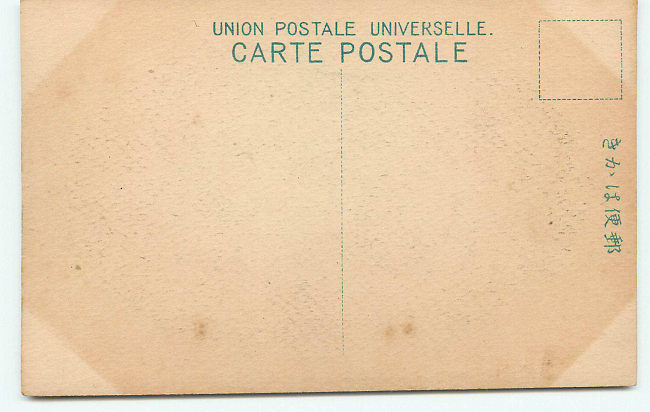 UNION POSTALE UNIVERSELLE.
CARTE POSTALE
きかは便郵